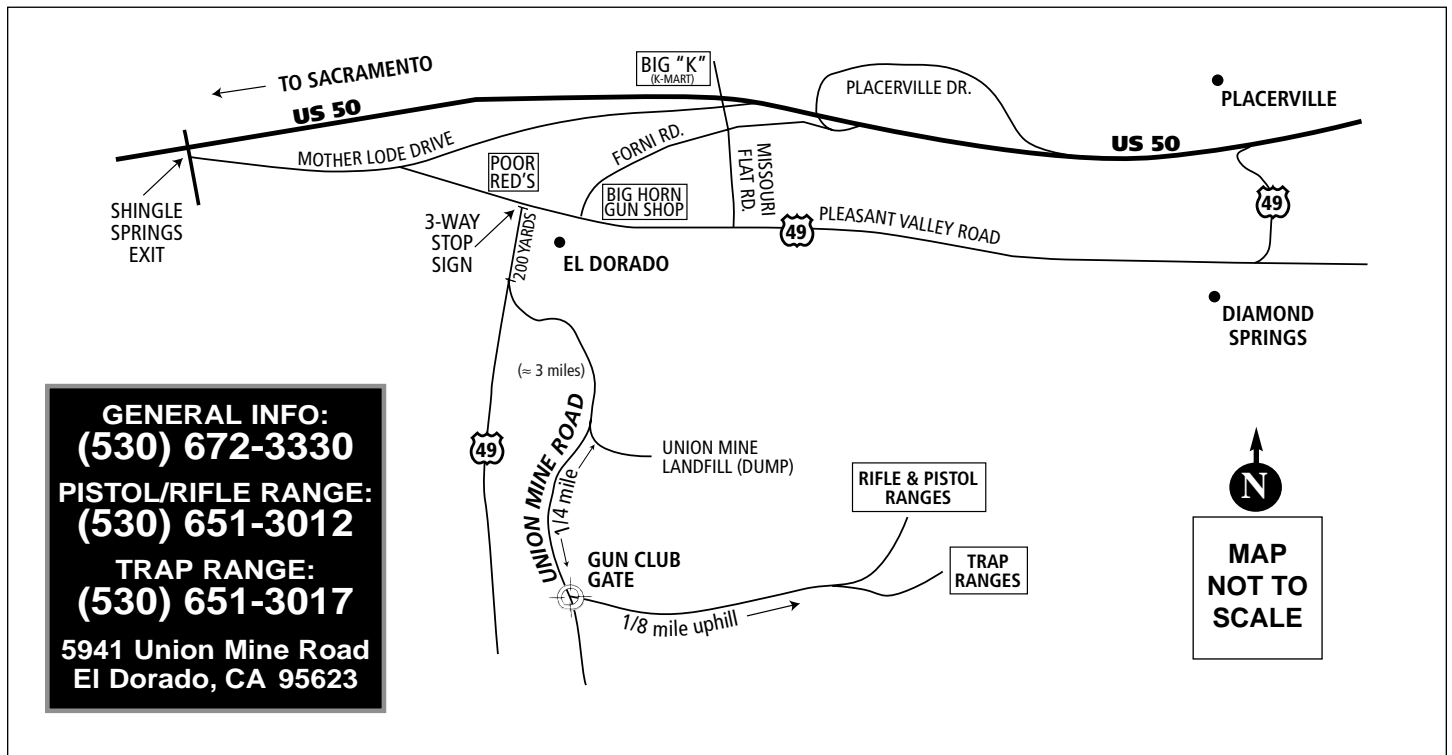 TO SACRAMENTO
US 50
BIG "K"
(K-MART)
PLACERVILLE DR.
PLACERVILLE
US 50
MOTHER LODE DRIVE
FORNI RD.
MISSOURI
FLAT RD.
POOR
RED'S
BIG HORN
GUN SHOP
SHINGLE
SPRINGS
EXIT
3-WAY
STOP
SIGN
200 YARDS
EL DORADO
49
PLEASANT VALLEY ROAD
49
DIAMOND
SPRINGS
(≈ 3 miles)
49
UNION MINE ROAD
1/4 mile
UNION MINE
LANDFILL (DUMP)
RIFLE & PISTOL
RANGES
GUN CLUB
GATE
TRAP
RANGES
1/8 mile uphill
N
MAP
NOT TO
SCALE
GENERAL INFO:
(530) 672-3330
PISTOL/RIFLE RANGE:
(530) 651-3012
TRAP RANGE:
(530) 651-3017
5941 Union Mine Road
El Dorado, CA 95623